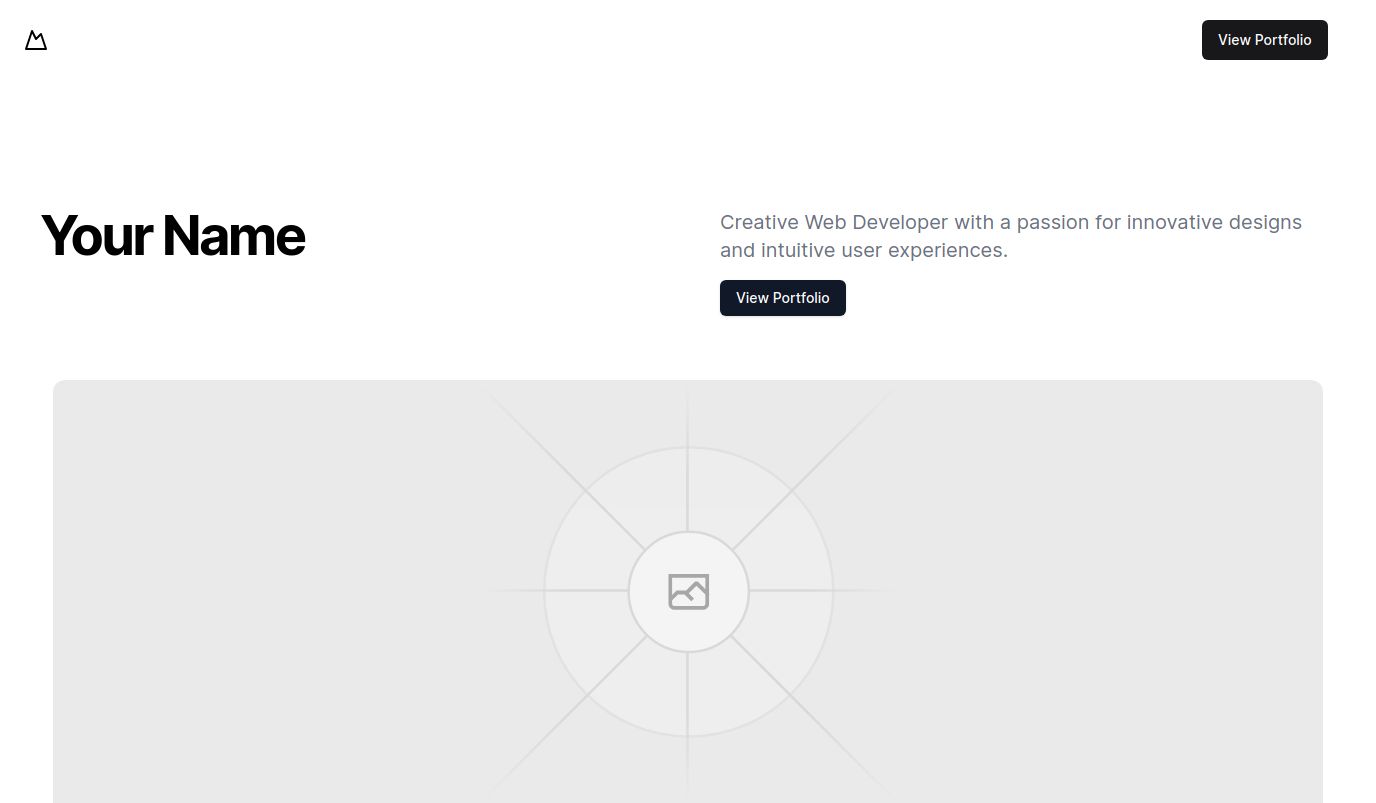 View Portfolio
Your Name
Creative Web Developer with a passion for innovative designs
and intuitive user experiences.
View Portfolio